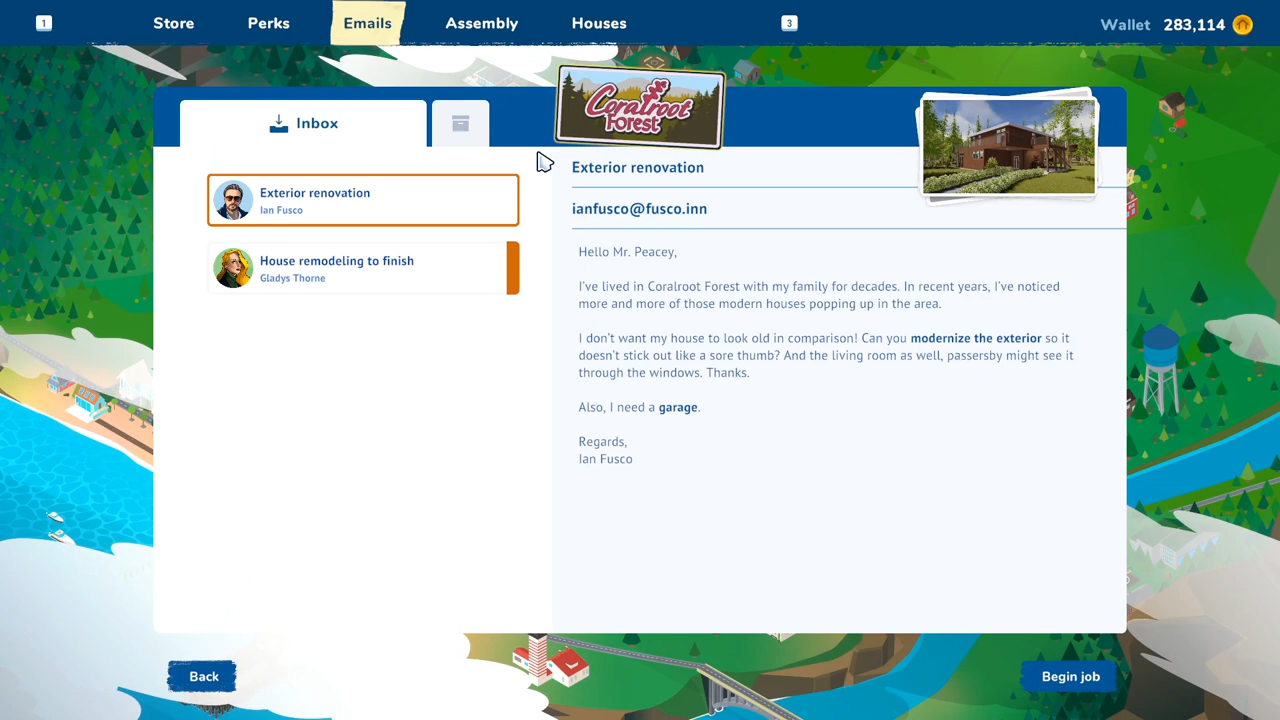 1 Store Perks Emails Assembly Houses 3 Wallet 283,114
Inbox
Coralroot
Forest
Exterior renovation
Ian Fusco
House remodeling to finish
Gladys Thorne
Exterior renovation
ianfusco@fusco.inn
Hello Mr. Peacey,
I've lived in Coralroot Forest with my family for decades. In recent years, I've noticed
more and more of those modern houses popping up in the area.
I don't want my house to look old in comparison! Can you modernize the exterior so it
doesn't stick out like a sore thumb? And the living room as well, passersby might see it
through the windows. Thanks.
Also, I need a garage.
Regards,
Ian Fusco
Back
Begin job